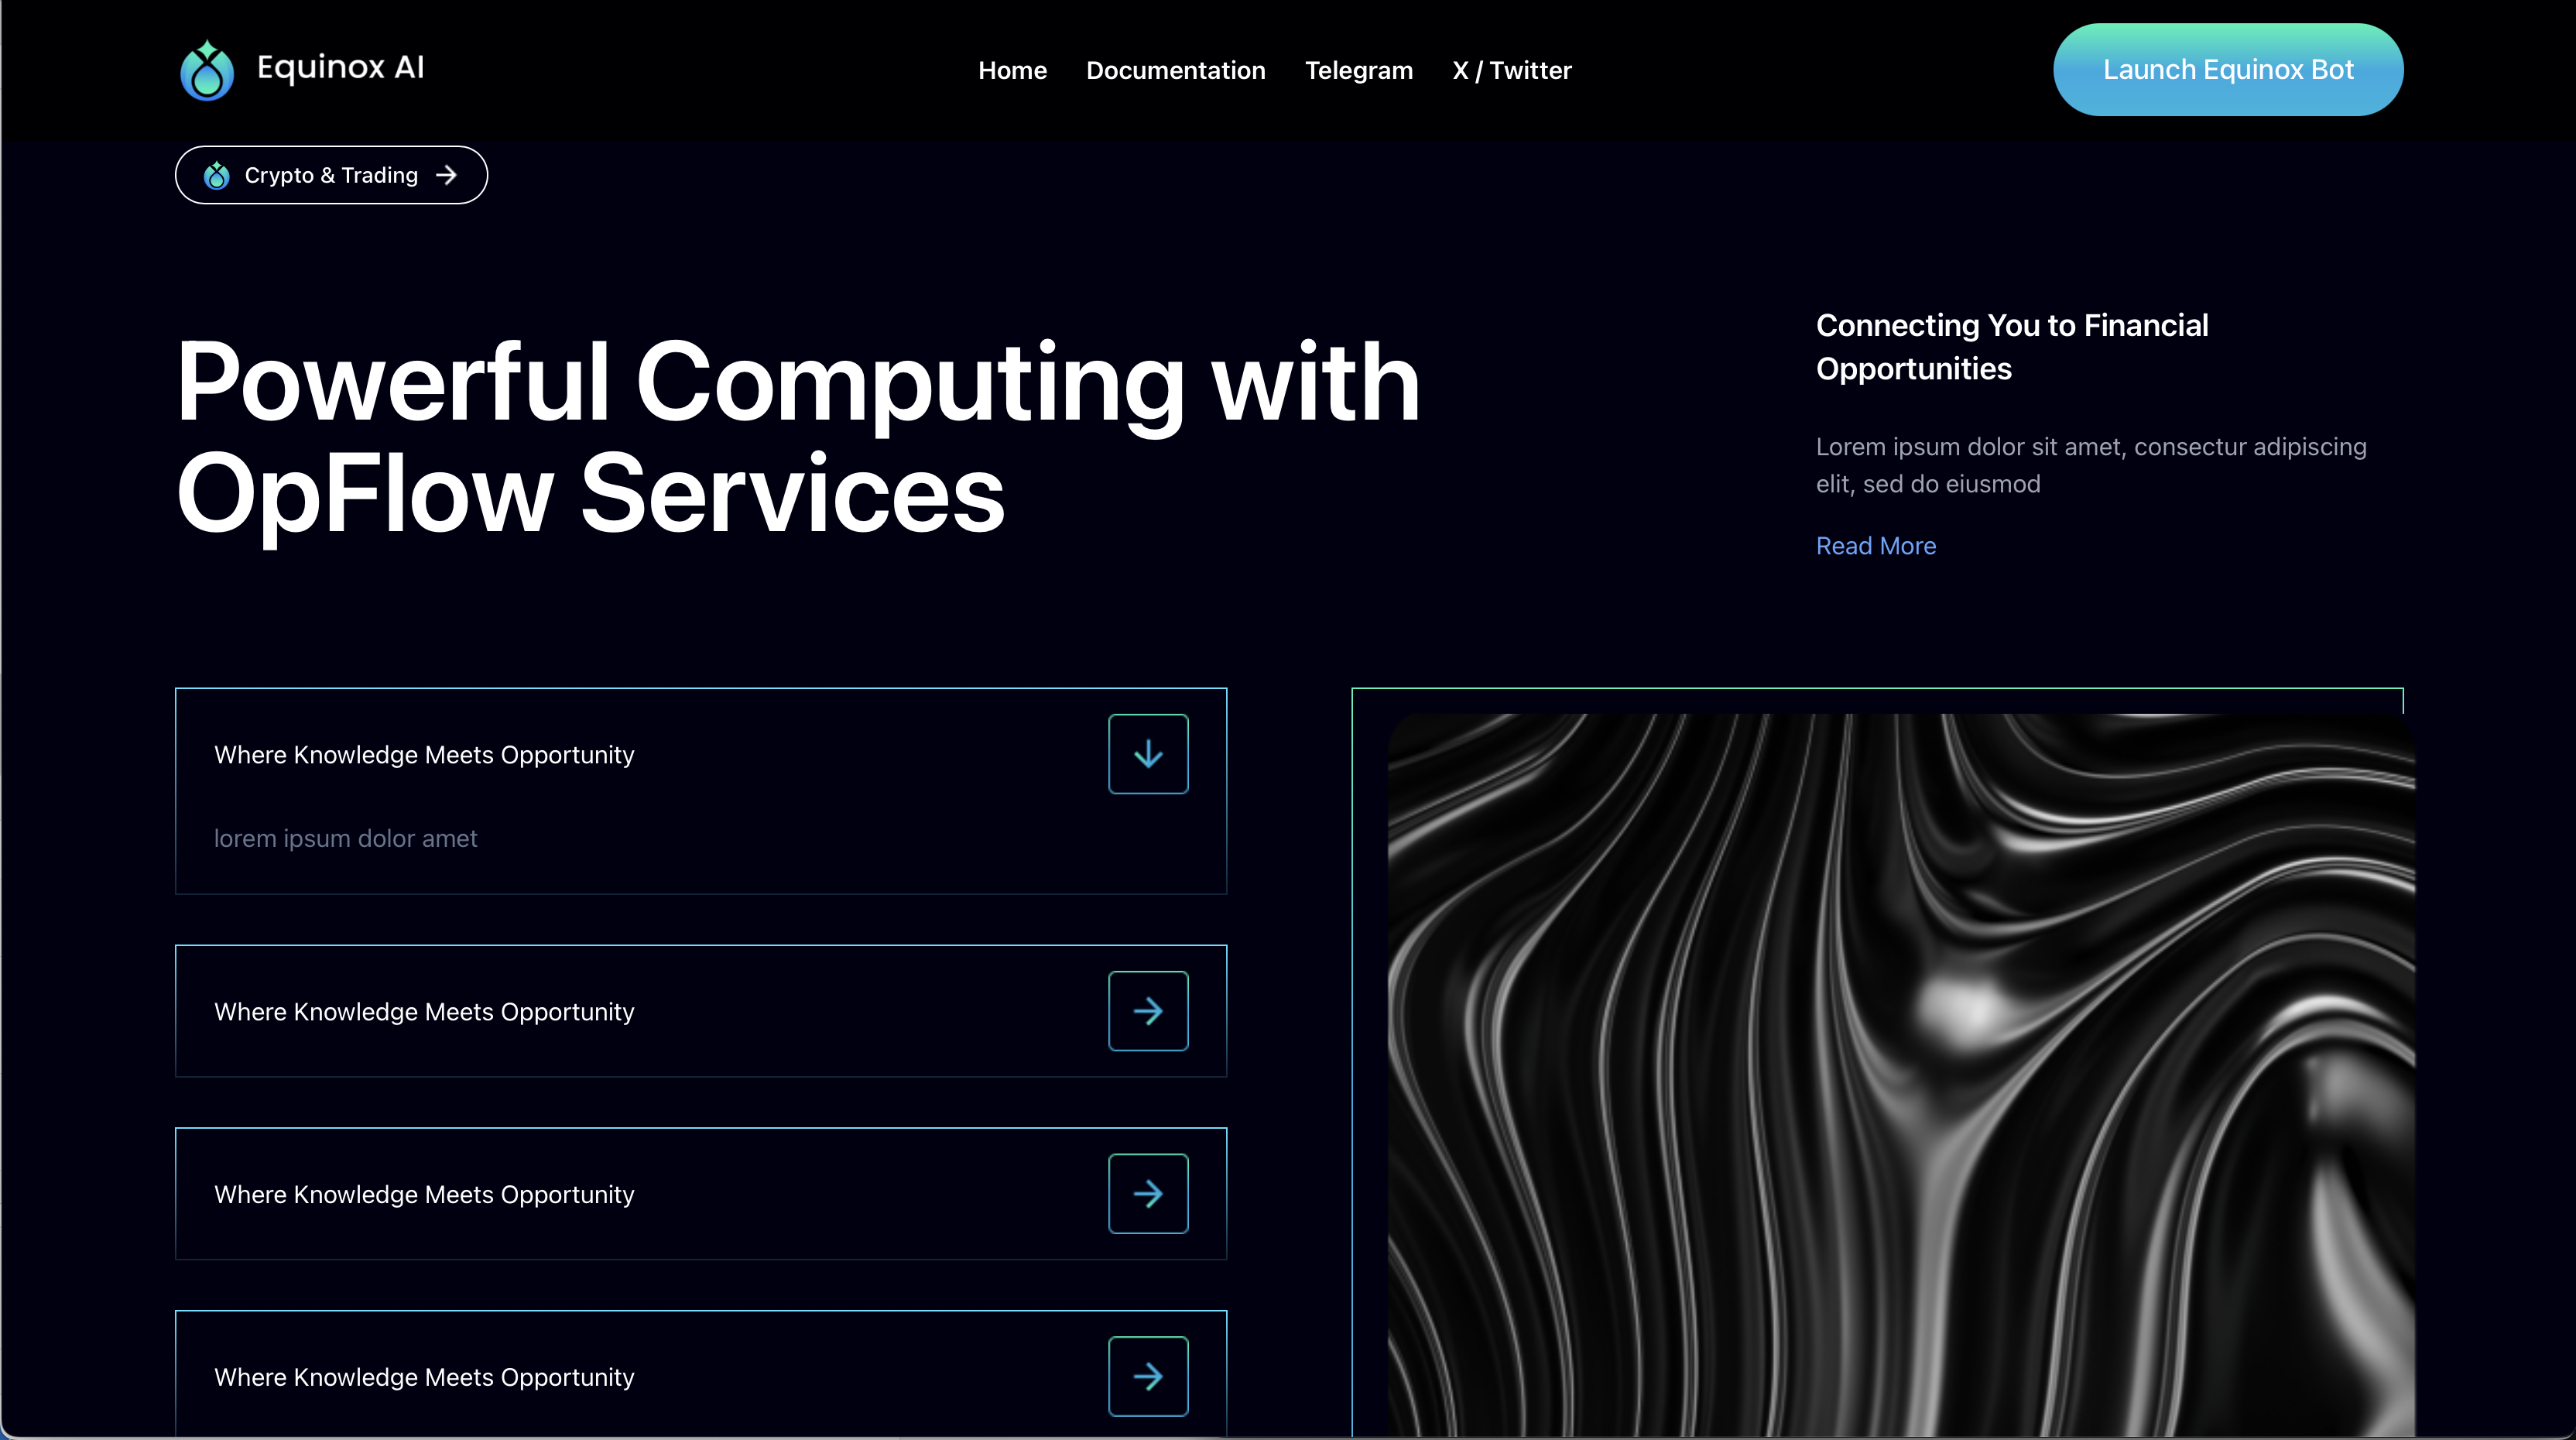 Equinox AI
Home
Documentation
Telegram
X / Twitter
Launch Equinox Bot
Crypto & Trading
Powerful Computing with
OpFlow Services
Connecting You to Financial
Opportunities
Lorem ipsum dolor sit amet, consectur adipiscing
elit, sed do eiusmod
Read More
Where Knowledge Meets Opportunity
lorem ipsum dolor amet
Where Knowledge Meets Opportunity
Where Knowledge Meets Opportunity
Where Knowledge Meets Opportunity